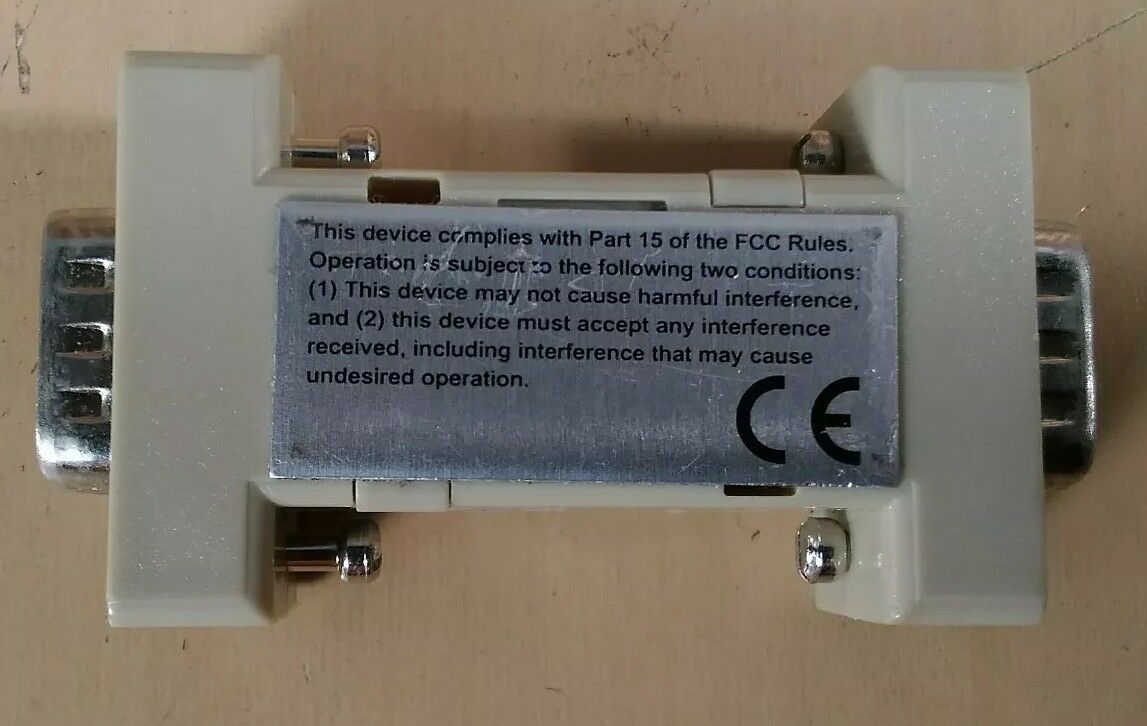 This device complies with Part 15 of the FCC Rules.
Operation is subject to the following two conditions:
(1) This device may not cause harmful interference,
and (2) this device must accept any interference
received, including interference that may cause
undesired operation.
CE